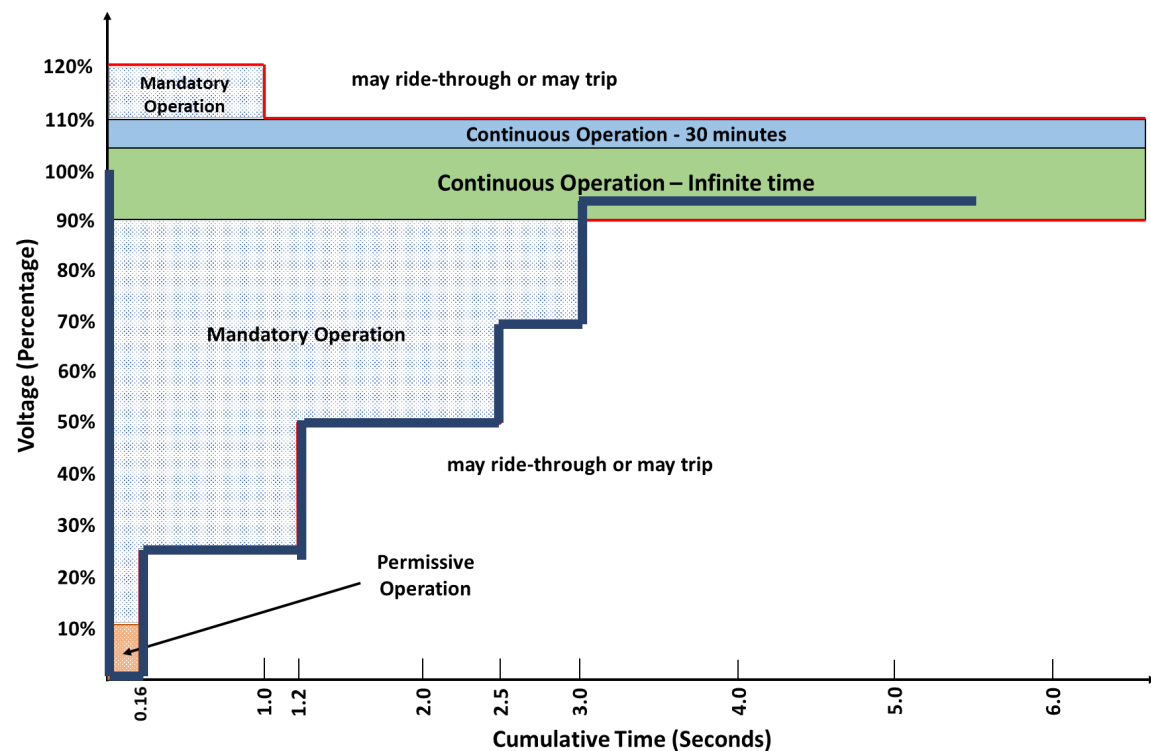 120%
Mandatory
Operation
may ride-through or may trip
110%
Continuous Operation - 30 minutes
100%
Continuous Operation – Infinite time
90%
80%
70%
Mandatory Operation
60%
50%
may ride-through or may trip
40%
30%
Permissive
Operation
20%
10%
Voltage (Percentage)
0.16
1.0
1.2
2.0
2.5
3.0
4.0
5.0
6.0
Cumulative Time (Seconds)